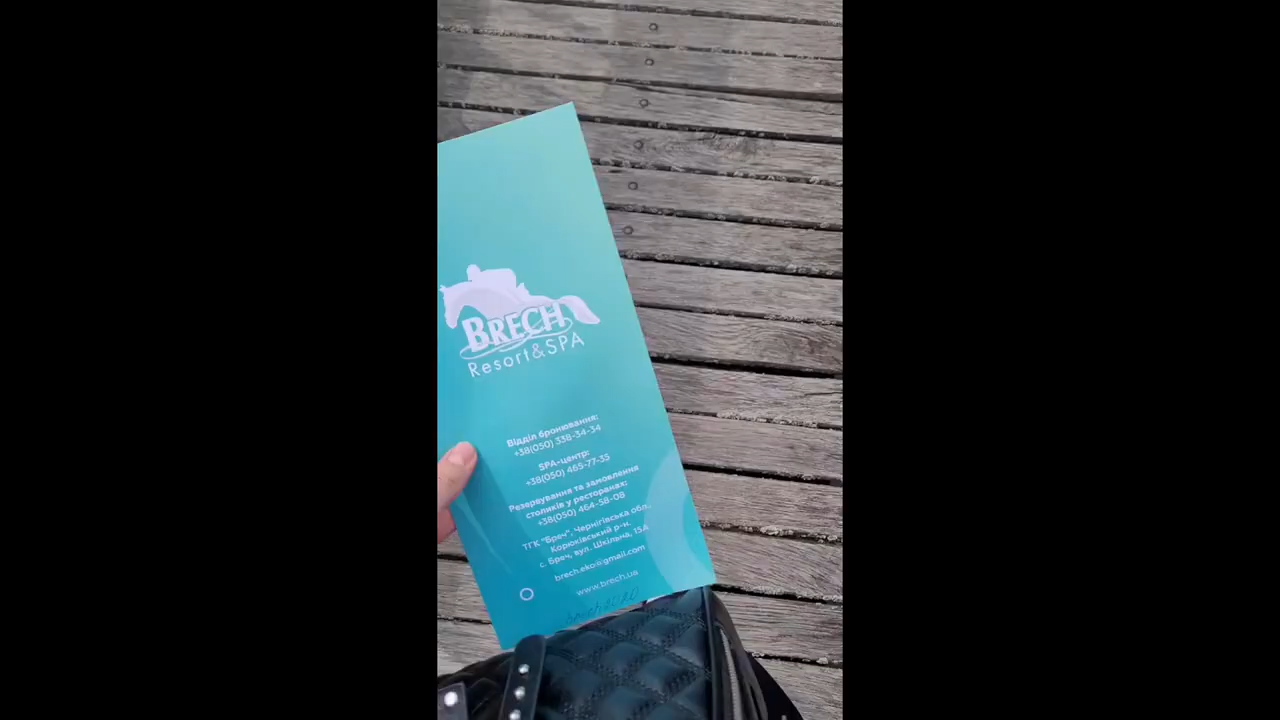 BRECH
Resort&SPA
Відділ бронювання:
+38(050) 338-34-34
SPA-центр:
+38(050) 465-77-35
Резервування та замовлення
столиків у ресторанах:
+38(050) 464-58-08
ТГК "Бреч", Чернігівська обл.,
Корюківський р-н,
с. Бреч, вул. Шкільна, 15А
brech.eko@gmail.com
www.brech.ua
brech2020